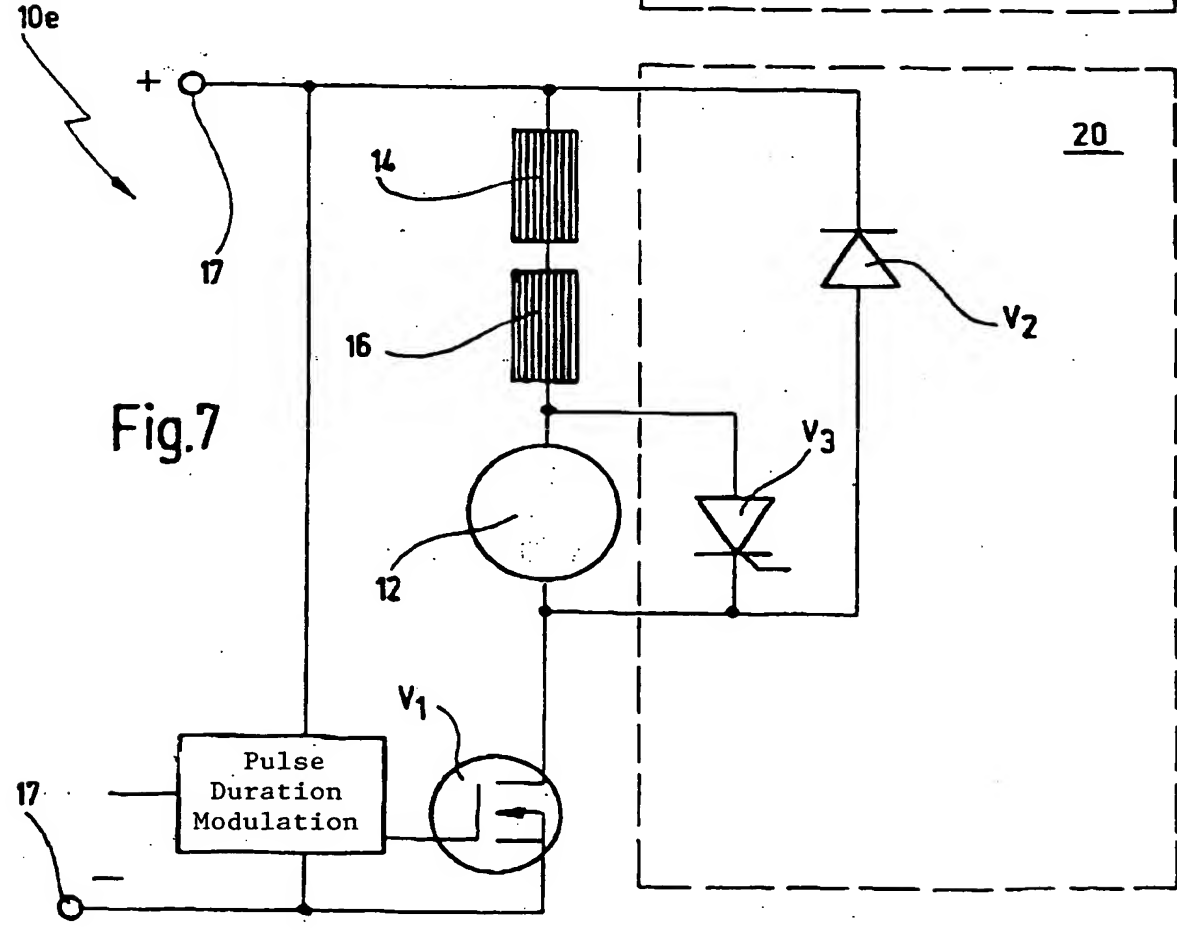 10e
+
17
14
20
16
V2
Fig.7
V3
12
V1
Pulse
Duration
Modulation
17
—